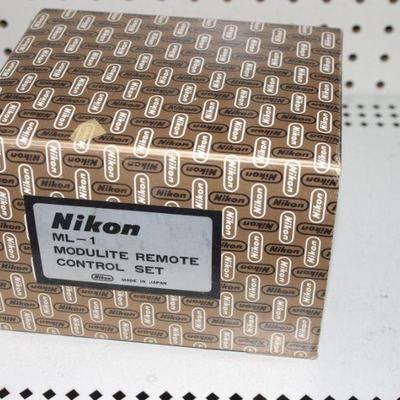 Nikon
ML-1
MODULITE REMOTE
CONTROL SET
Nikon MADE IN JAPAN